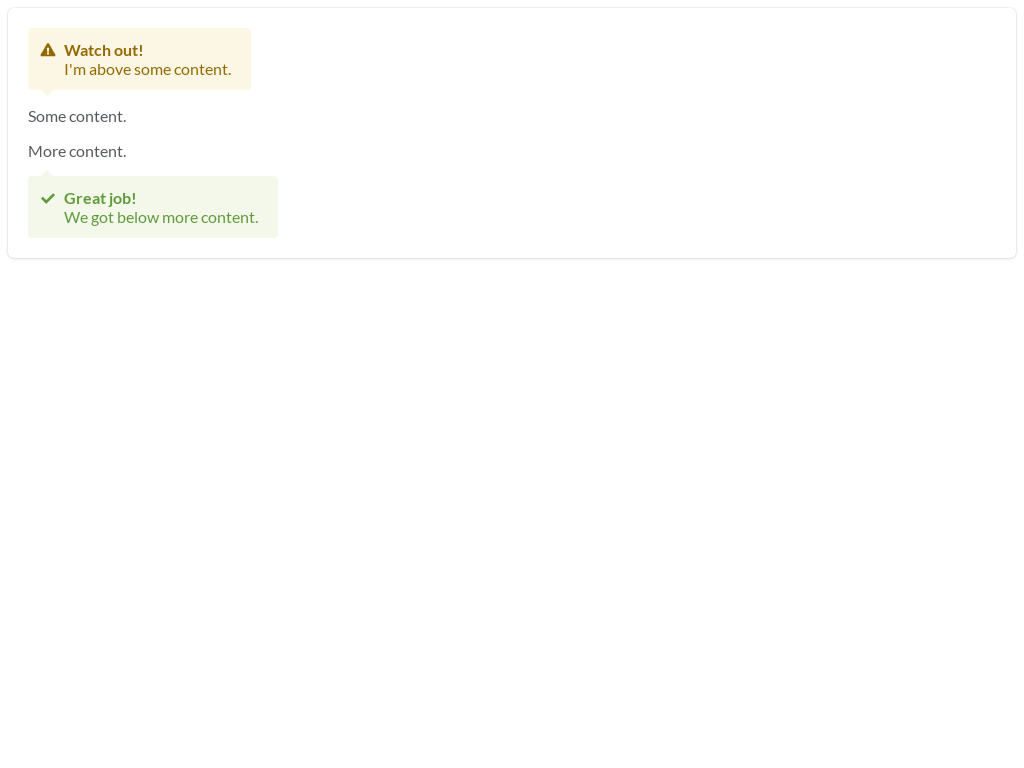 Watch out!
I'm above some content.
Some content.
More content.
Great job!
We got below more content.